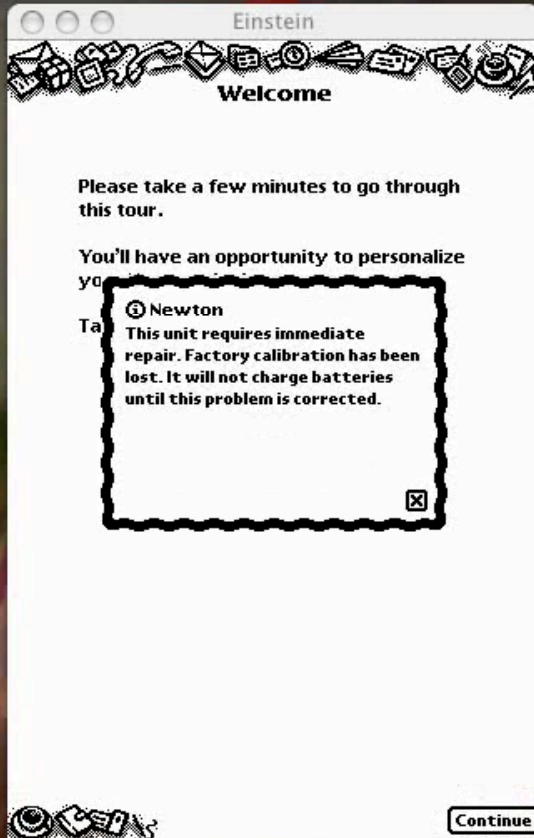 Einstein
Welcome
Please take a few minutes to go through
this tour.
You'll have an opportunity to personalize
Newton
This unit requires immediate
repair. Factory calibration has been
lost. It will not charge batteries
until this problem is corrected.
Continue